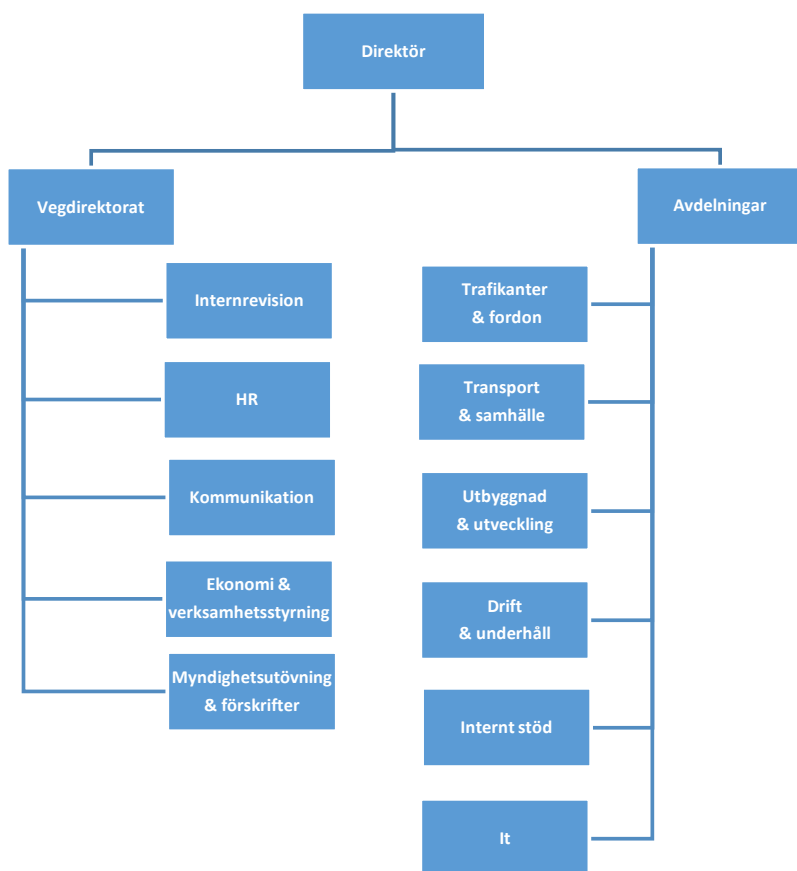 Direktör
Vegdirektorat
Internrevision
HR
Kommunikation
Ekonomi &
verksamhetsstyrning
Myndighetsutövning
& förskrifter
Avdelningar
Trafikanter
& fordon
Transport
& samhälle
Utbyggnad
& utveckling
Drift
& underhåll
Internt stöd
It